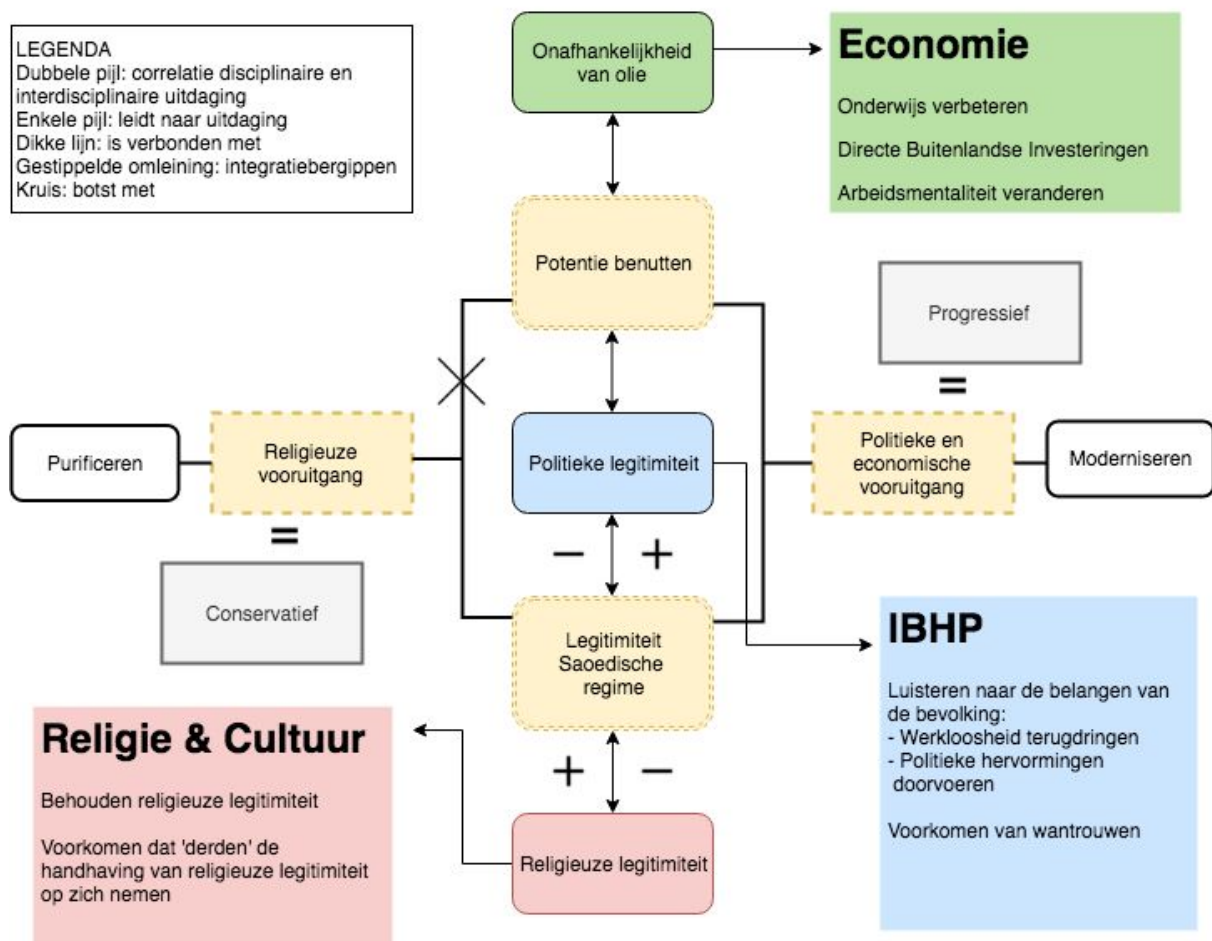 LEGENDA
Dubbele pijl: correlatie disciplinaire en
interdisciplinaire uitdaging
Enkele pijl: leidt naar uitdaging
Dikke lijn: is verbonden met
Gestippelde omleining: integratiebergippen
Kruis: botst met
Onafhankelijkheid
van olie
Economie
Onderwijs verbeteren
Directe Buitenlandse Investeringen
Arbeidsmentaliteit veranderen
Potentie benutten
Progressief
=
Purificeren
Religieuze
vooruitgang
Politieke legitimiteit
Politieke en
economische
vooruitgang
Moderniseren
=
Conservatief
− +
Legitimiteit
Saoedische
regime
IBHP
Luisteren naar de belangen van
de bevolking:
- Werkloosheid terugdringen
- Politieke hervormingen
doorvoeren
Voorkomen van wantrouwen
Religie & Cultuur
Behouden religieuze legitimiteit
Voorkomen dat 'derden' de
handhaving van religieuze legitimiteit
op zich nemen
+ −
Religieuze legitimiteit